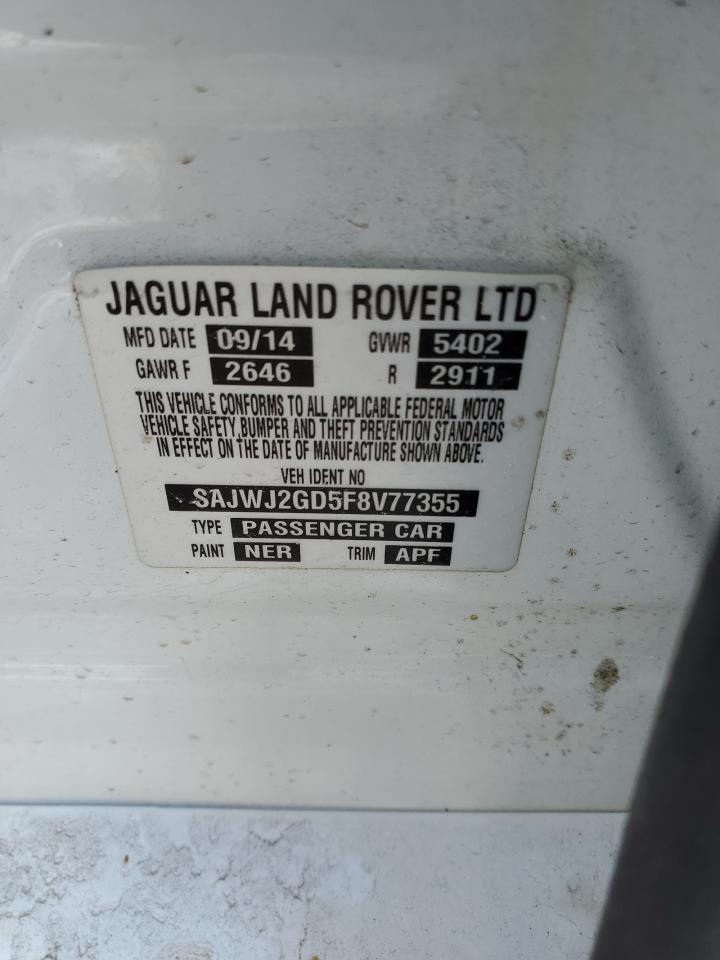 JAGUAR LAND ROVER LTD
MFD DATE 09/14 GVWR 5402
GAWR F 2646 R 2911
THIS VEHICLE CONFORMS TO ALL APPLICABLE FEDERAL MOTOR
VEHICLE SAFETY, BUMPER AND THEFT PREVENTION STANDARDS
IN EFFECT ON THE DATE OF MANUFACTURE SHOWN ABOVE.
VEH IDENT NO
SAJWJ2GD5F8V77355
TYPE PASSENGER CAR
PAINT NER TRIM APF